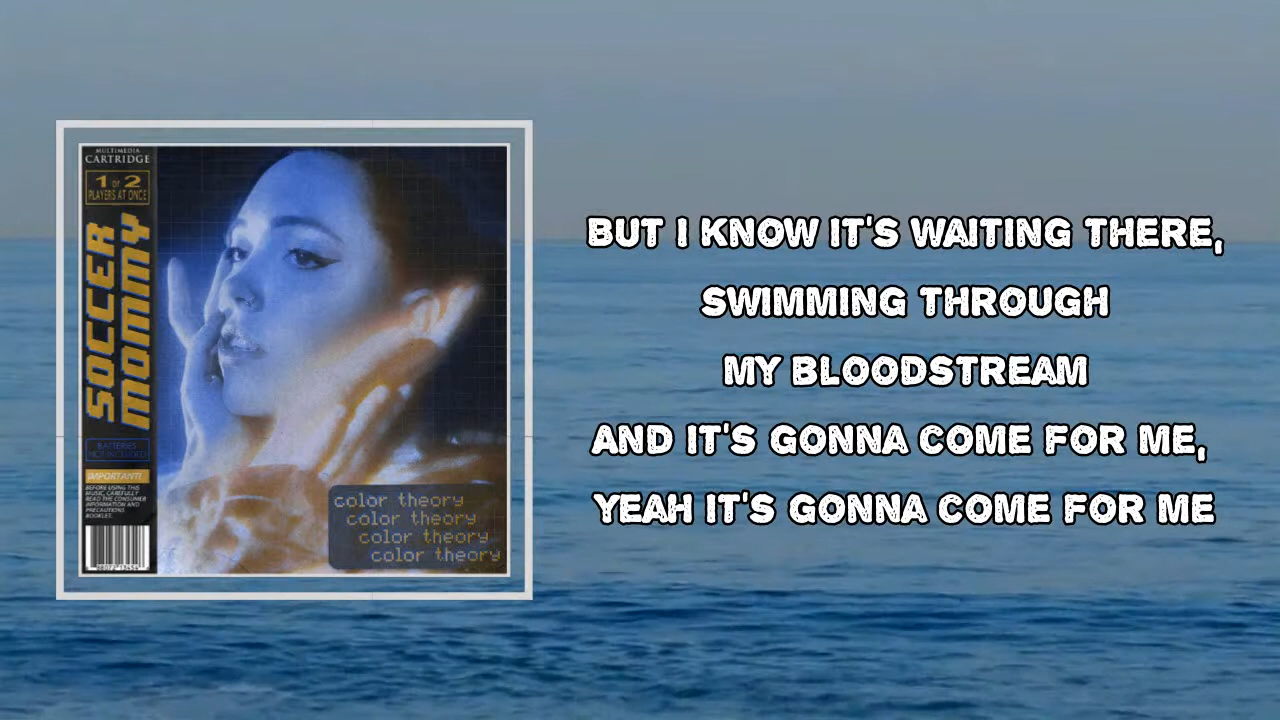 MULTIMEDIA
CARTRIDGE
1 or 2
PLAYERS AT ONCE
SOCCER
MOMMY
BATTERIES
NOT INCLUDED
IMPORTANT!
BEFORE USING THIS
MUSIC, CAREFULLY
READ THE CONSUMER
INFORMATION AND
PRECAUTIONS
BOOKLET.
color theory
color theory
color theory
color theory
BUT I KNOW IT'S WAITING THERE,
SWIMMING THROUGH
MY BLOODSTREAM
AND IT'S GONNA COME FOR ME,
YEAH IT'S GONNA COME FOR ME